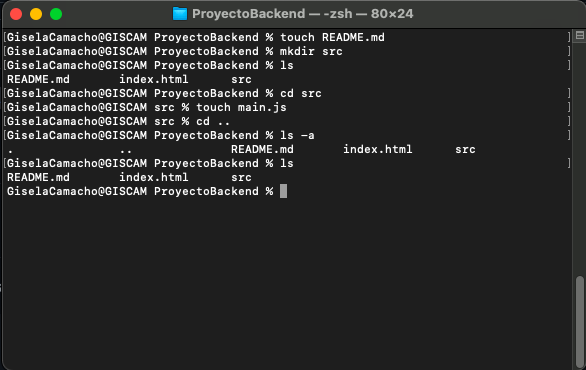 ProyectoBackend — -zsh — 80×24
[GiselaCamacho@GISCAM ProyectoBackend % touch README.md ]
[GiselaCamacho@GISCAM ProyectoBackend % mkdir src ]
[GiselaCamacho@GISCAM ProyectoBackend % ls ]
README.md index.html src
[GiselaCamacho@GISCAM ProyectoBackend % cd src ]
[GiselaCamacho@GISCAM src % touch main.js ]
[GiselaCamacho@GISCAM src % cd .. ]
[GiselaCamacho@GISCAM ProyectoBackend % ls -a ]
. .. README.md index.html src
[GiselaCamacho@GISCAM ProyectoBackend % ls ]
README.md index.html src
GiselaCamacho@GISCAM ProyectoBackend %